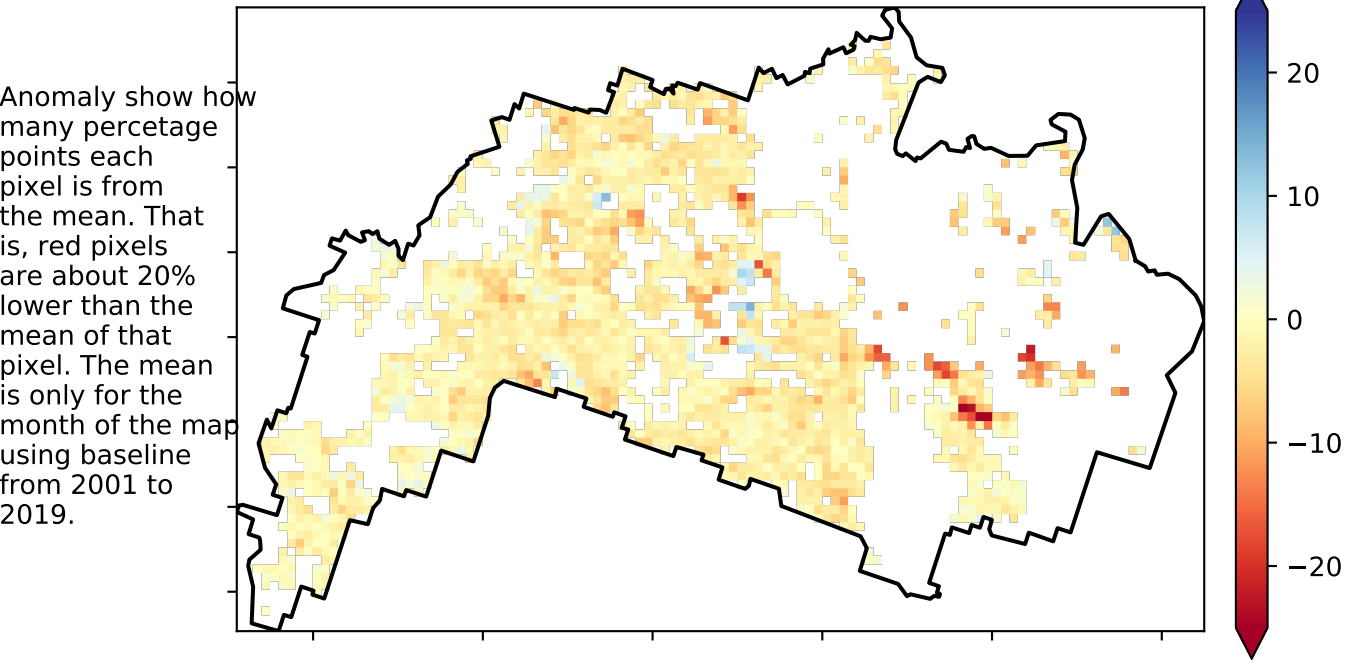 Anomaly show how
many percetage
points each
pixel is from
the mean. That
is, red pixels
are about 20%
lower than the
mean of that
pixel. The mean
is only for the
month of the map
using baseline
from 2001 to
2019.
20
10
0
−10
−20